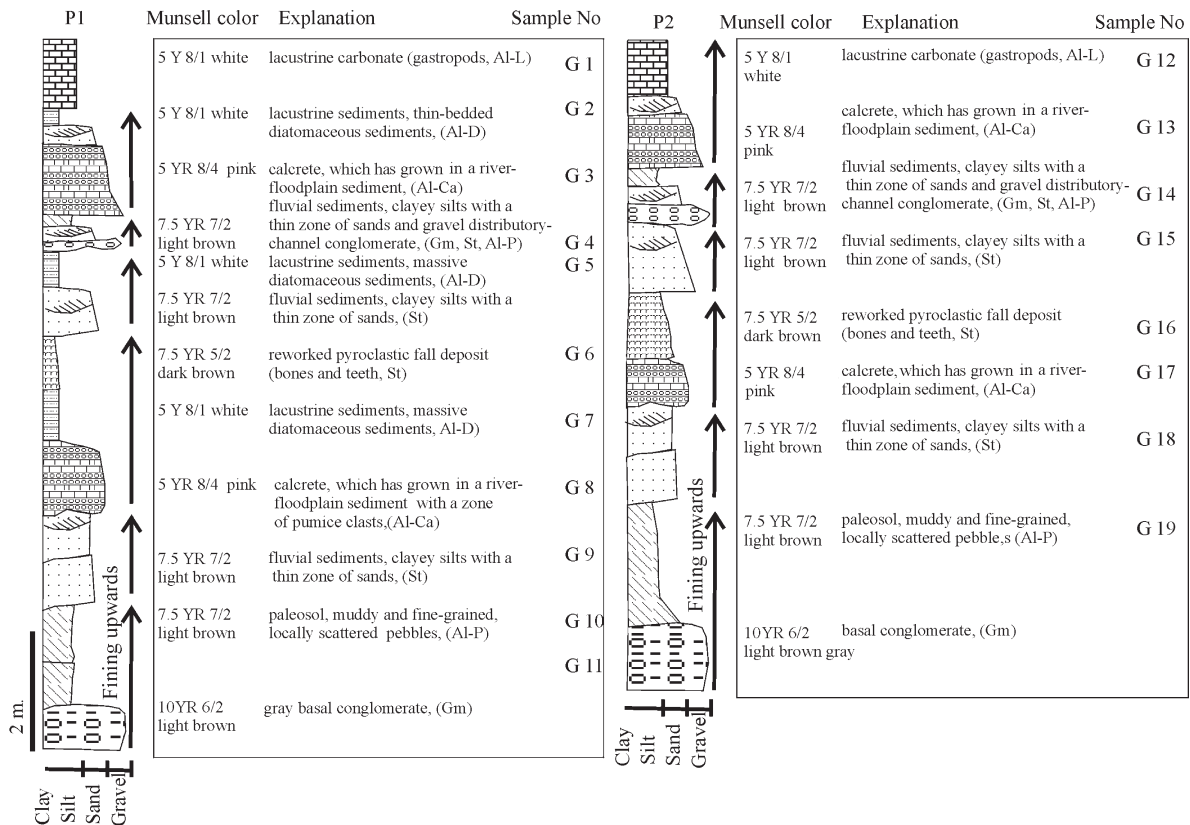 P1 Munsell color Explanation Sample No
5 Y 8/1 white lacustrine carbonate (gastropods, Al-L) G 1
5 Y 8/1 white lacustrine sediments, thin-bedded G 2
diatomaceous sediments, (Al-D)
5 YR 8/4 pink calcrete, which has grown in a river- G 3
floodplain sediment, (Al-Ca)
fluvial sediments, clayey silts with a
7.5 YR 7/2 thin zone of sands and gravel distributory-
light brown channel conglomerate, (Gm, St, Al-P) G 4
5 Y 8/1 white lacustrine sediments, massive G 5
diatomaceous sediments, (Al-D)
7.5 YR 7/2 fluvial sediments, clayey silts with a
light brown thin zone of sands, (St)
7.5 YR 5/2 reworked pyroclastic fall deposit G 6
dark brown (bones and teeth, St)
5 Y 8/1 white lacustrine sediments, massive G 7
diatomaceous sediments, Al-D)
5 YR 8/4 pink calcrete, which has grown in a river- G 8
floodplain sediment with a zone
of pumice clasts,(Al-Ca)
7.5 YR 7/2 fluvial sediments, clayey silts with a G 9
light brown thin zone of sands, (St)
7.5 YR 7/2 paleosol, muddy and fine-grained, G 10
light brown locally scattered pebbles, (Al-P)
G 11
10YR 6/2 gray basal conglomerate, (Gm)
light brown
Fining upwards
2 m.
Clay
Silt
Sand
Gravel
P2 Munsell color Explanation Sample No
5 Y 8/1 lacustrine carbonate (gastropods, Al-L) G 12
white
calcrete, which has grown in a river- G 13
5 YR 8/4 floodplain sediment, (Al-Ca)
pink
fluvial sediments, clayey silts with a
7.5 YR 7/2 thin zone of sands and gravel distributory- G 14
light brown channel conglomerate, (Gm, St, Al-P)
7.5 YR 7/2 fluvial sediments, clayey silts with a G 15
light brown thin zone of sands, (St)
7.5 YR 5/2 reworked pyroclastic fall deposit G 16
dark brown (bones and teeth, St)
5 YR 8/4 calcrete, which has grown in a river- G 17
pink floodplain sediment, (Al-Ca)
7.5 YR 7/2 fluvial sediments, clayey silts with a G 18
light brown thin zone of sands, (St)
7.5 YR 7/2 paleosol, muddy and fine-grained, G 19
light brown locally scattered pebble,s (Al-P)
10YR 6/2 basal conglomerate, (Gm)
light brown gray
Fining upwards
Clay
Silt
Sand
Gravel